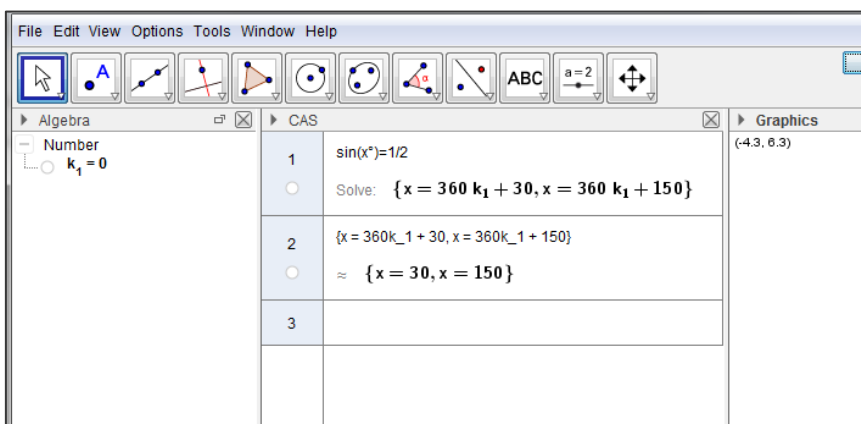 File Edit View Options Tools Window Help
A
α
ABC
a=2
Algebra
CAS
Graphics
Number
k₁ = 0
(-4.3, 6.3)
1
sin(x°)=1/2
Solve: {x = 360 k₁ + 30, x = 360 k₁ + 150}
2
{x = 360k_1 + 30, x = 360k_1 + 150}
≈ {x = 30, x = 150}
3